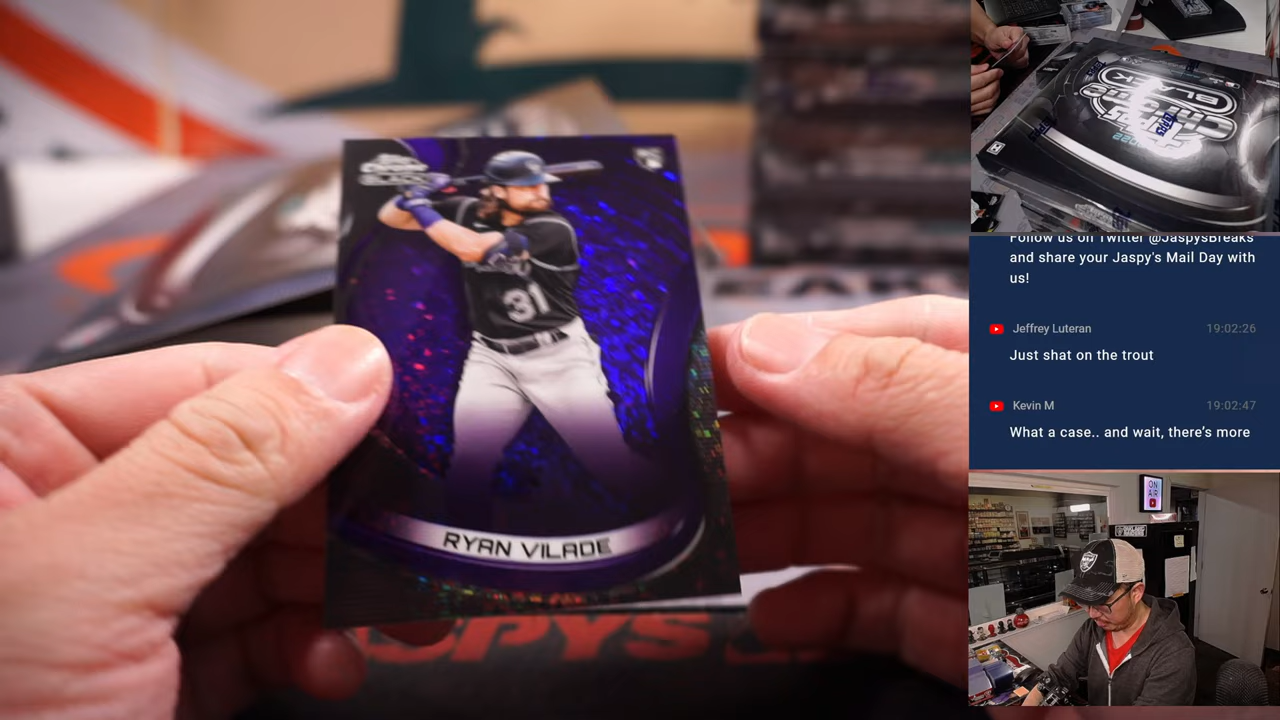 RYAN VILADE
31
JASPYS
Follow us on Twitter @JaspysBreaks
and share your Jaspy's Mail Day with
us!
Jeffrey Luteran
19:02:26
Just shat on the trout
Kevin M
19:02:47
What a case.. and wait, there's more
ON
AIR